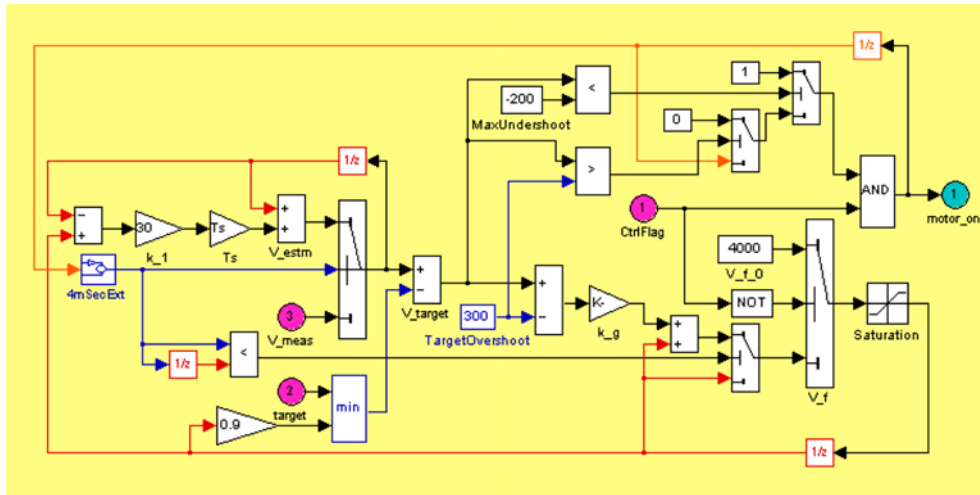 1/z
1
<
-200
MaxUndershoot
0
1/z
>
AND
1
motor_on
1
CtrlFlag
−
+
30
k_1
Ts
Ts
+
+
V_estm
4000
V_f_0
4mSecExt
+
−
V_target
300
TargetOvershoot
+
−
K-
k_g
NOT
Saturation
3
V_meas
+
+
1/z
<
2
target
min
V_f
0.9
1/z